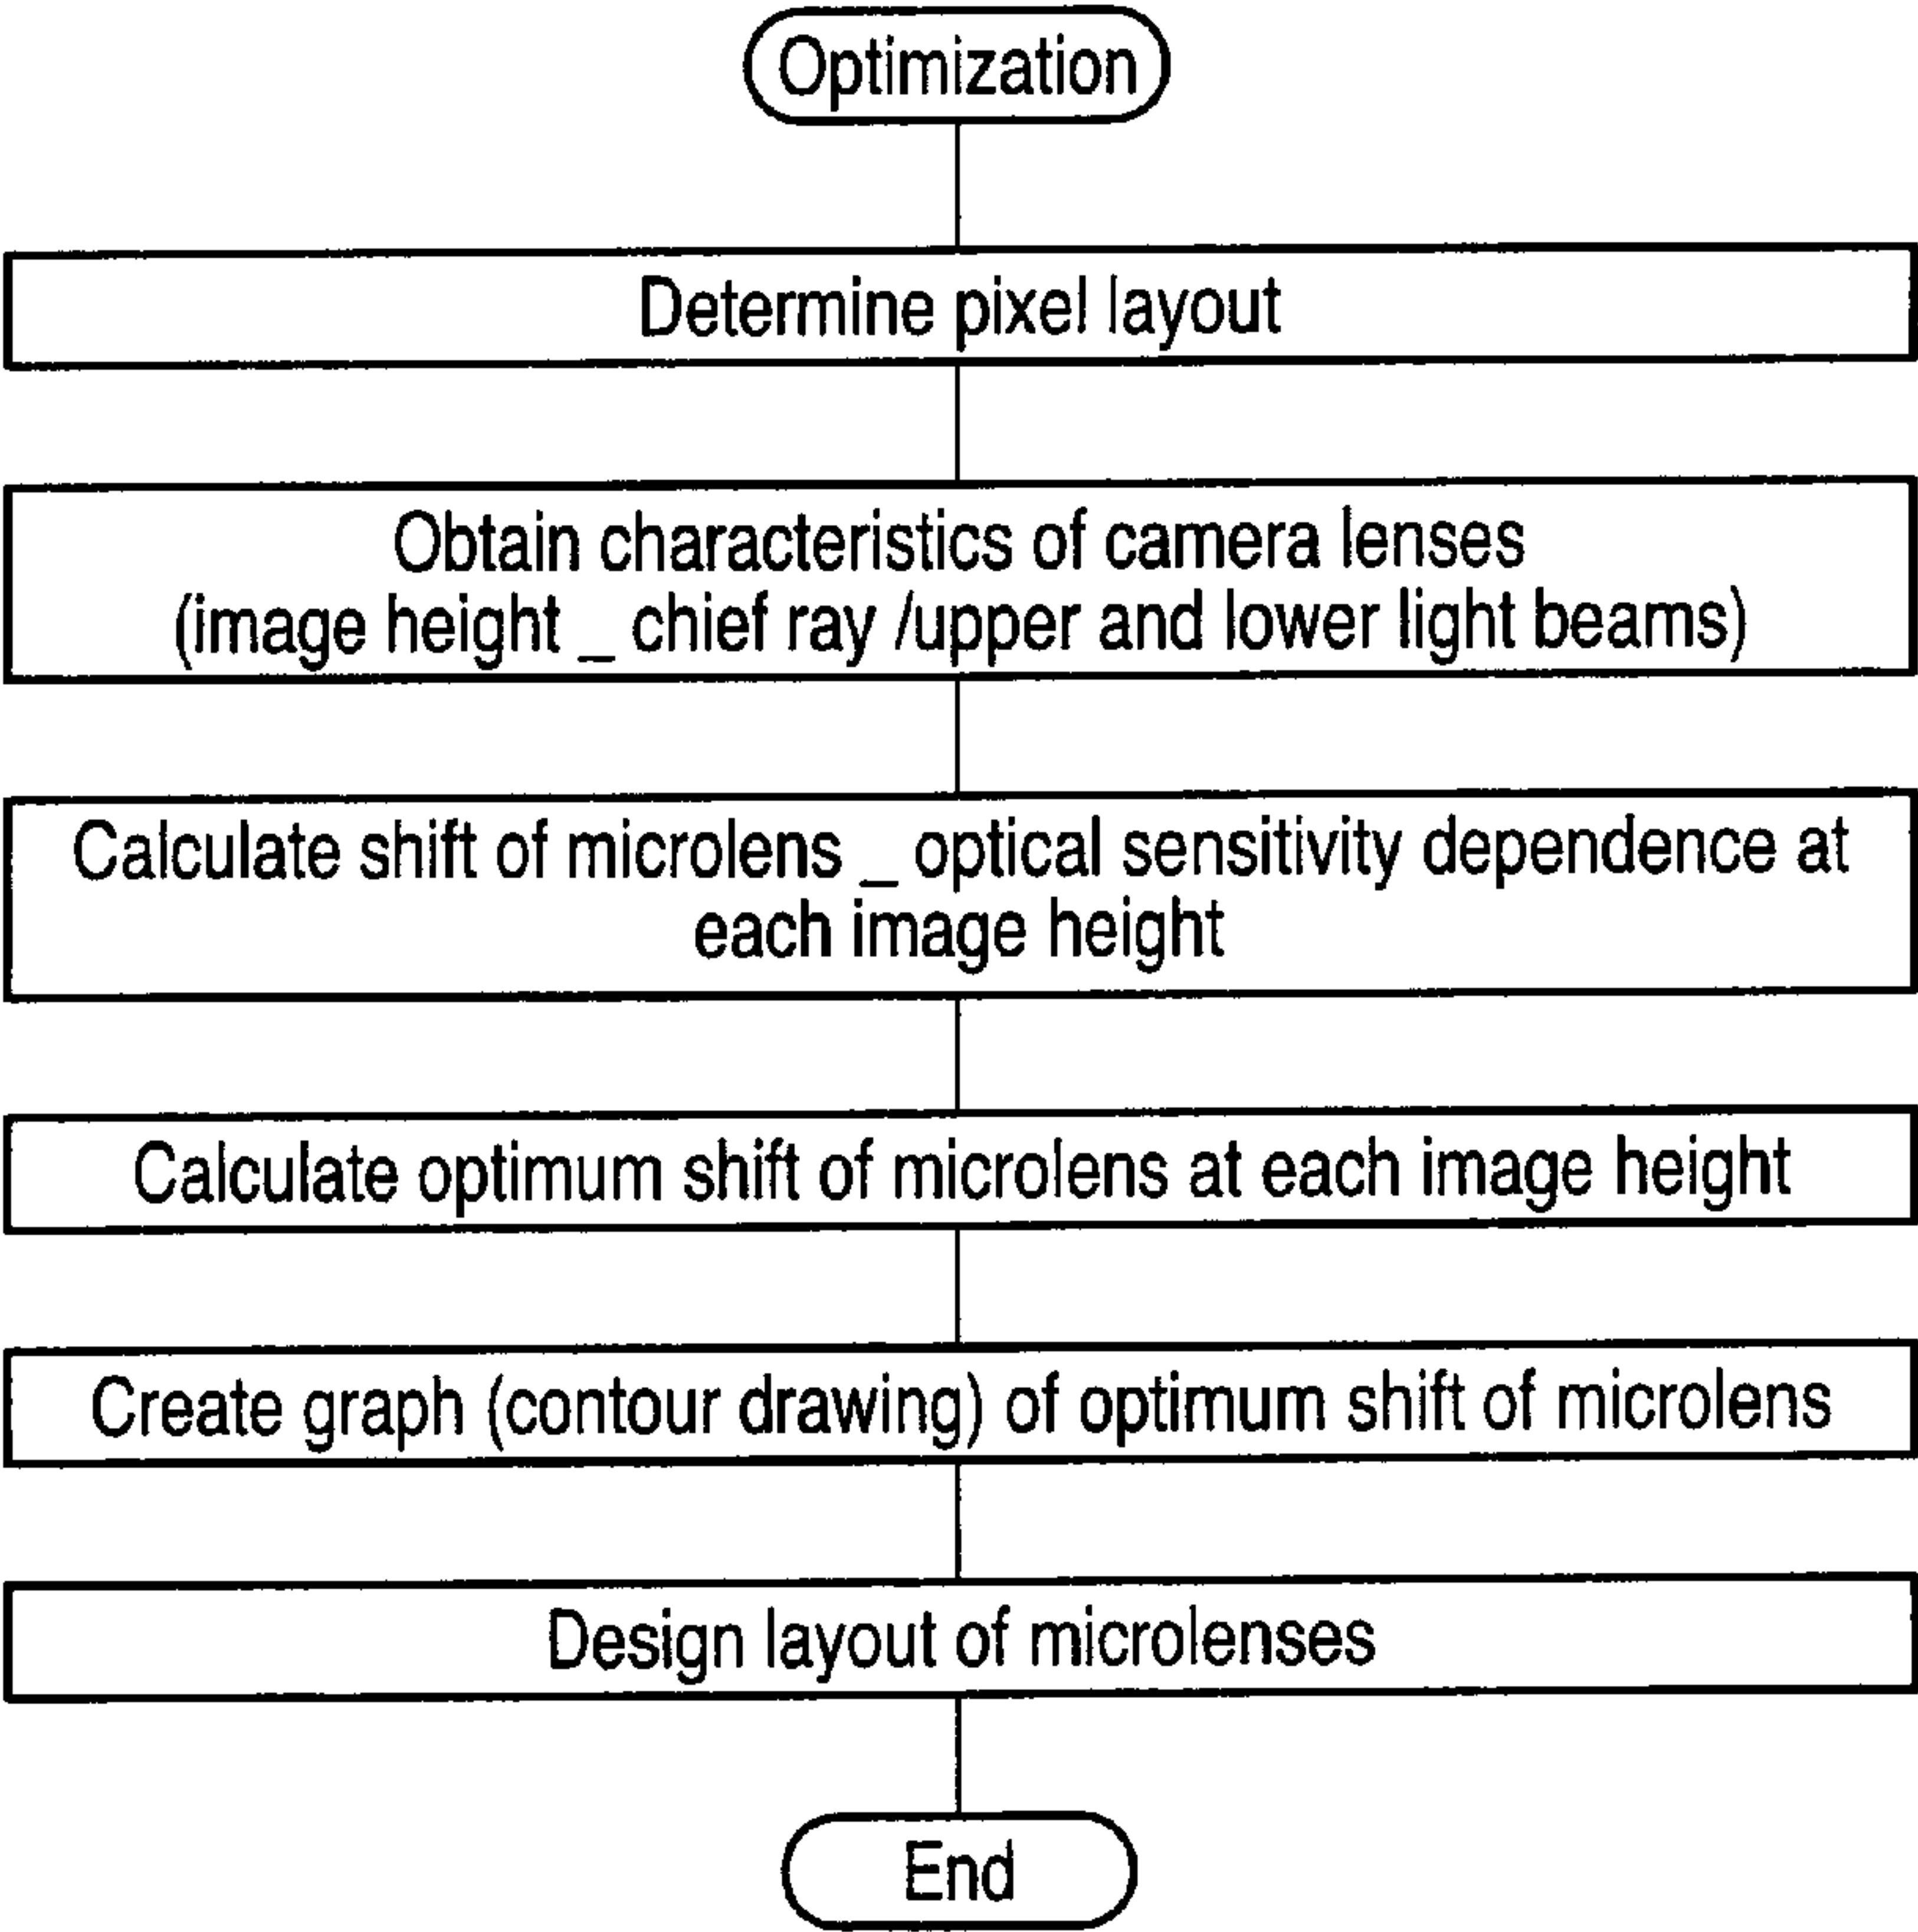 Optimization
Determine pixel layout
Obtain characteristics of camera lenses
(image height _ chief ray /upper and lower light beams)
Calculate shift of microlens _ optical sensitivity dependence at
each image height
Calculate optimum shift of microlens at each image height
Create graph (contour drawing) of optimum shift of microlens
Design layout of microlenses
End